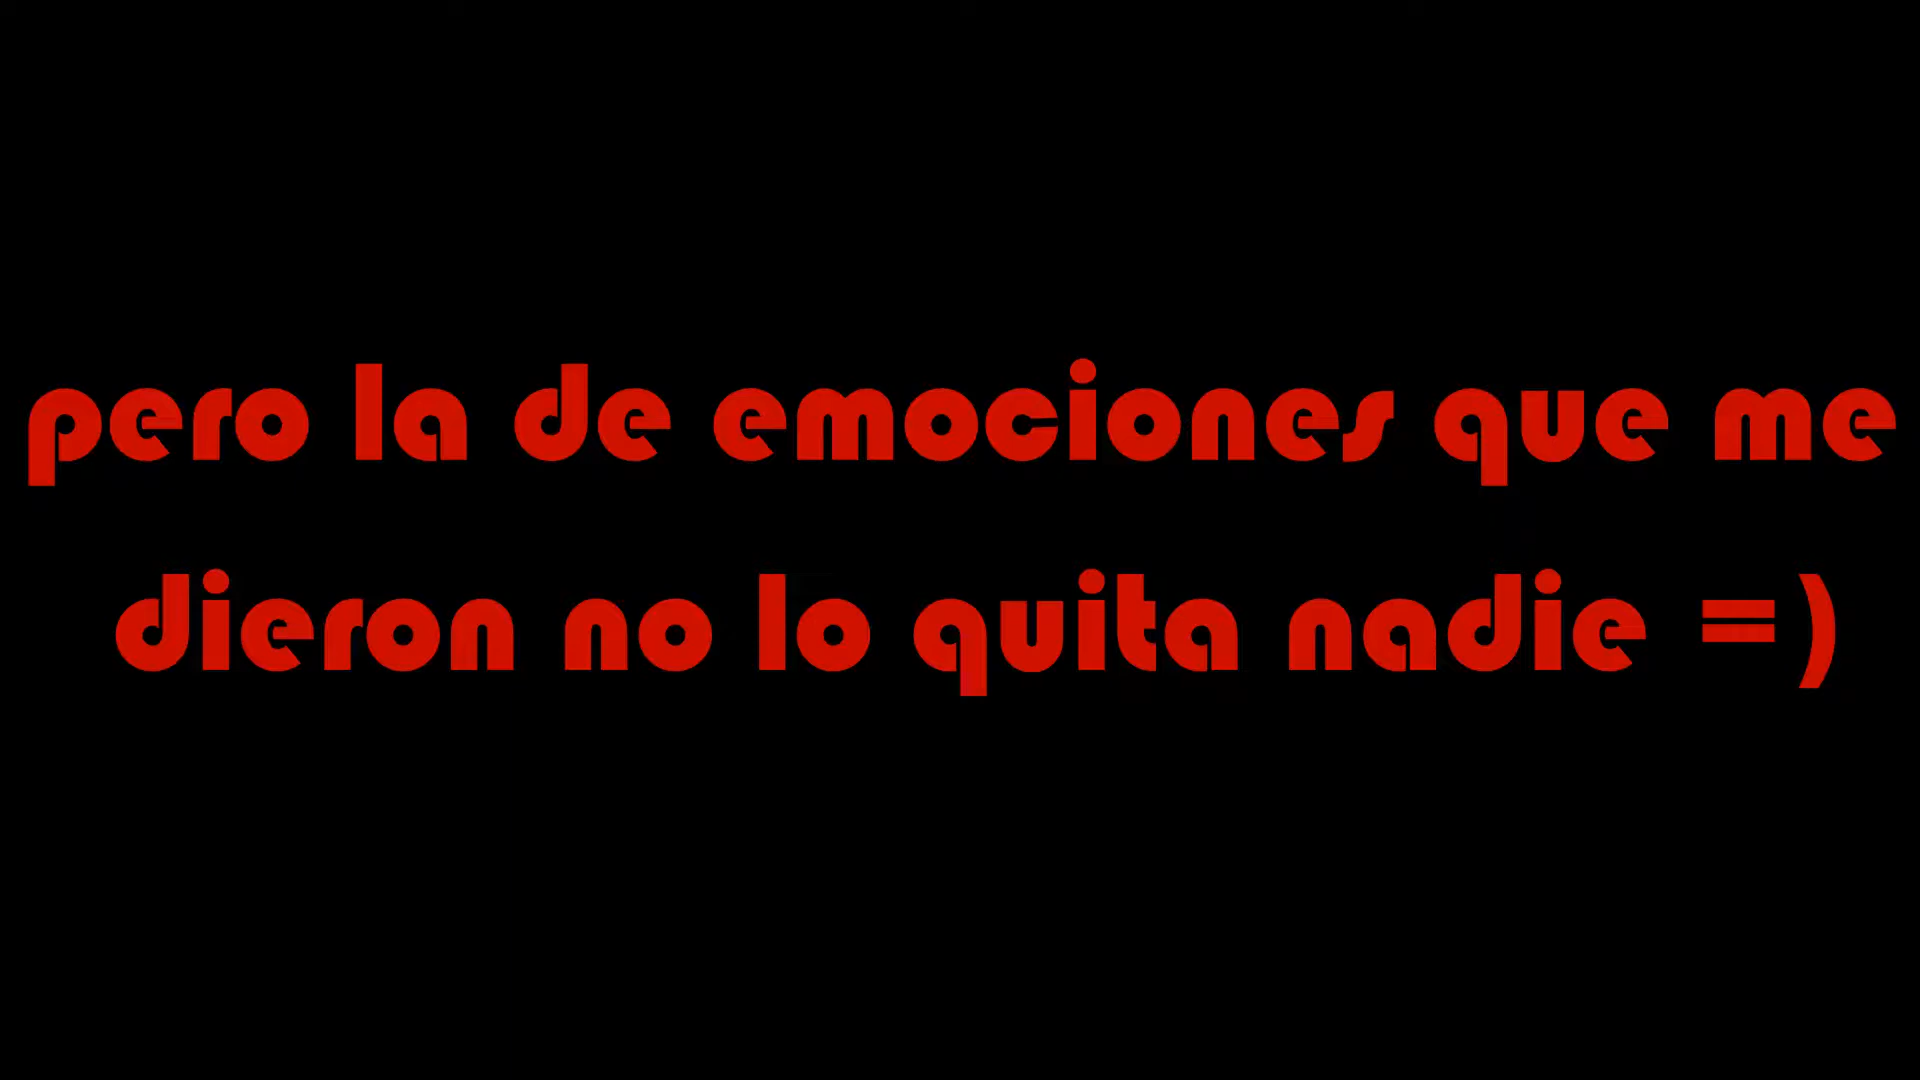 pero la de emociones que me
dieron no lo quita nadie =)